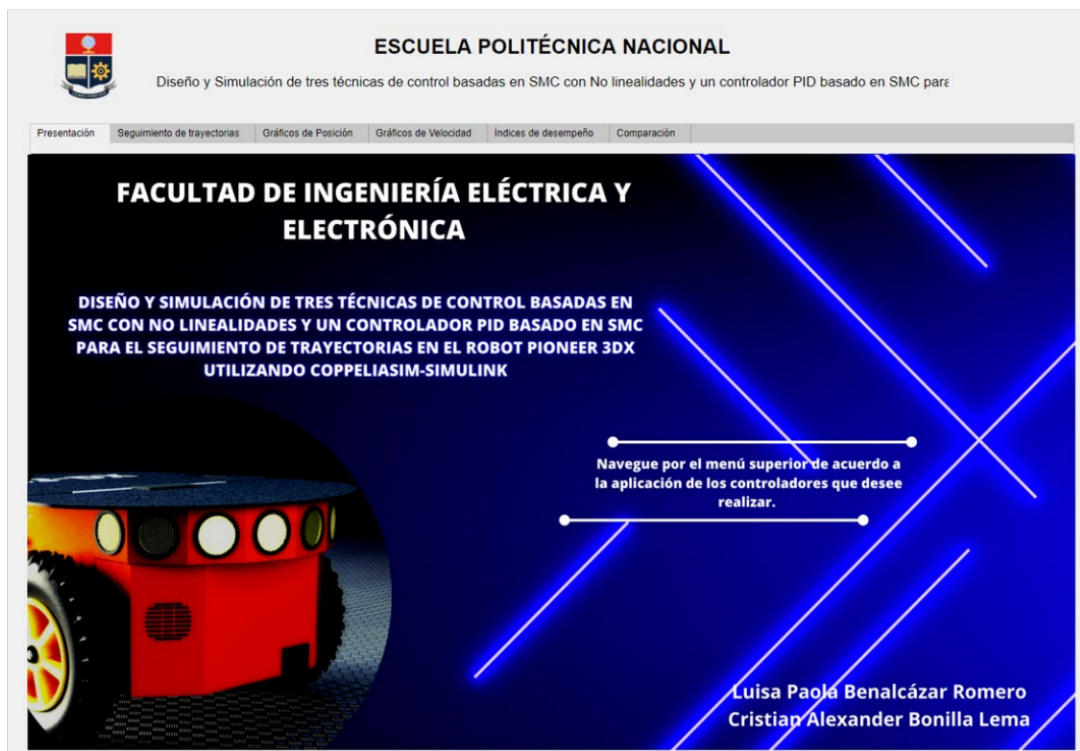 ESCUELA POLITÉCNICA NACIONAL
Diseño y Simulación de tres técnicas de control basadas en SMC con No linealidades y un controlador PID basado en SMC para
Presentación Seguimiento de trayectorias Gráficos de Posición Gráficos de Velocidad Índices de desempeño Comparación
FACULTAD DE INGENIERÍA ELÉCTRICA Y
ELECTRÓNICA
DISEÑO Y SIMULACIÓN DE TRES TÉCNICAS DE CONTROL BASADAS EN
SMC CON NO LINEALIDADES Y UN CONTROLADOR PID BASADO EN SMC
PARA EL SEGUIMIENTO DE TRAYECTORIAS EN EL ROBOT PIONEER 3DX
UTILIZANDO COPPELIASIM-SIMULINK
Navegue por el menú superior de acuerdo a
la aplicación de los controladores que desee
realizar.
Luisa Paola Benalcázar Romero
Cristian Alexander Bonilla Lema